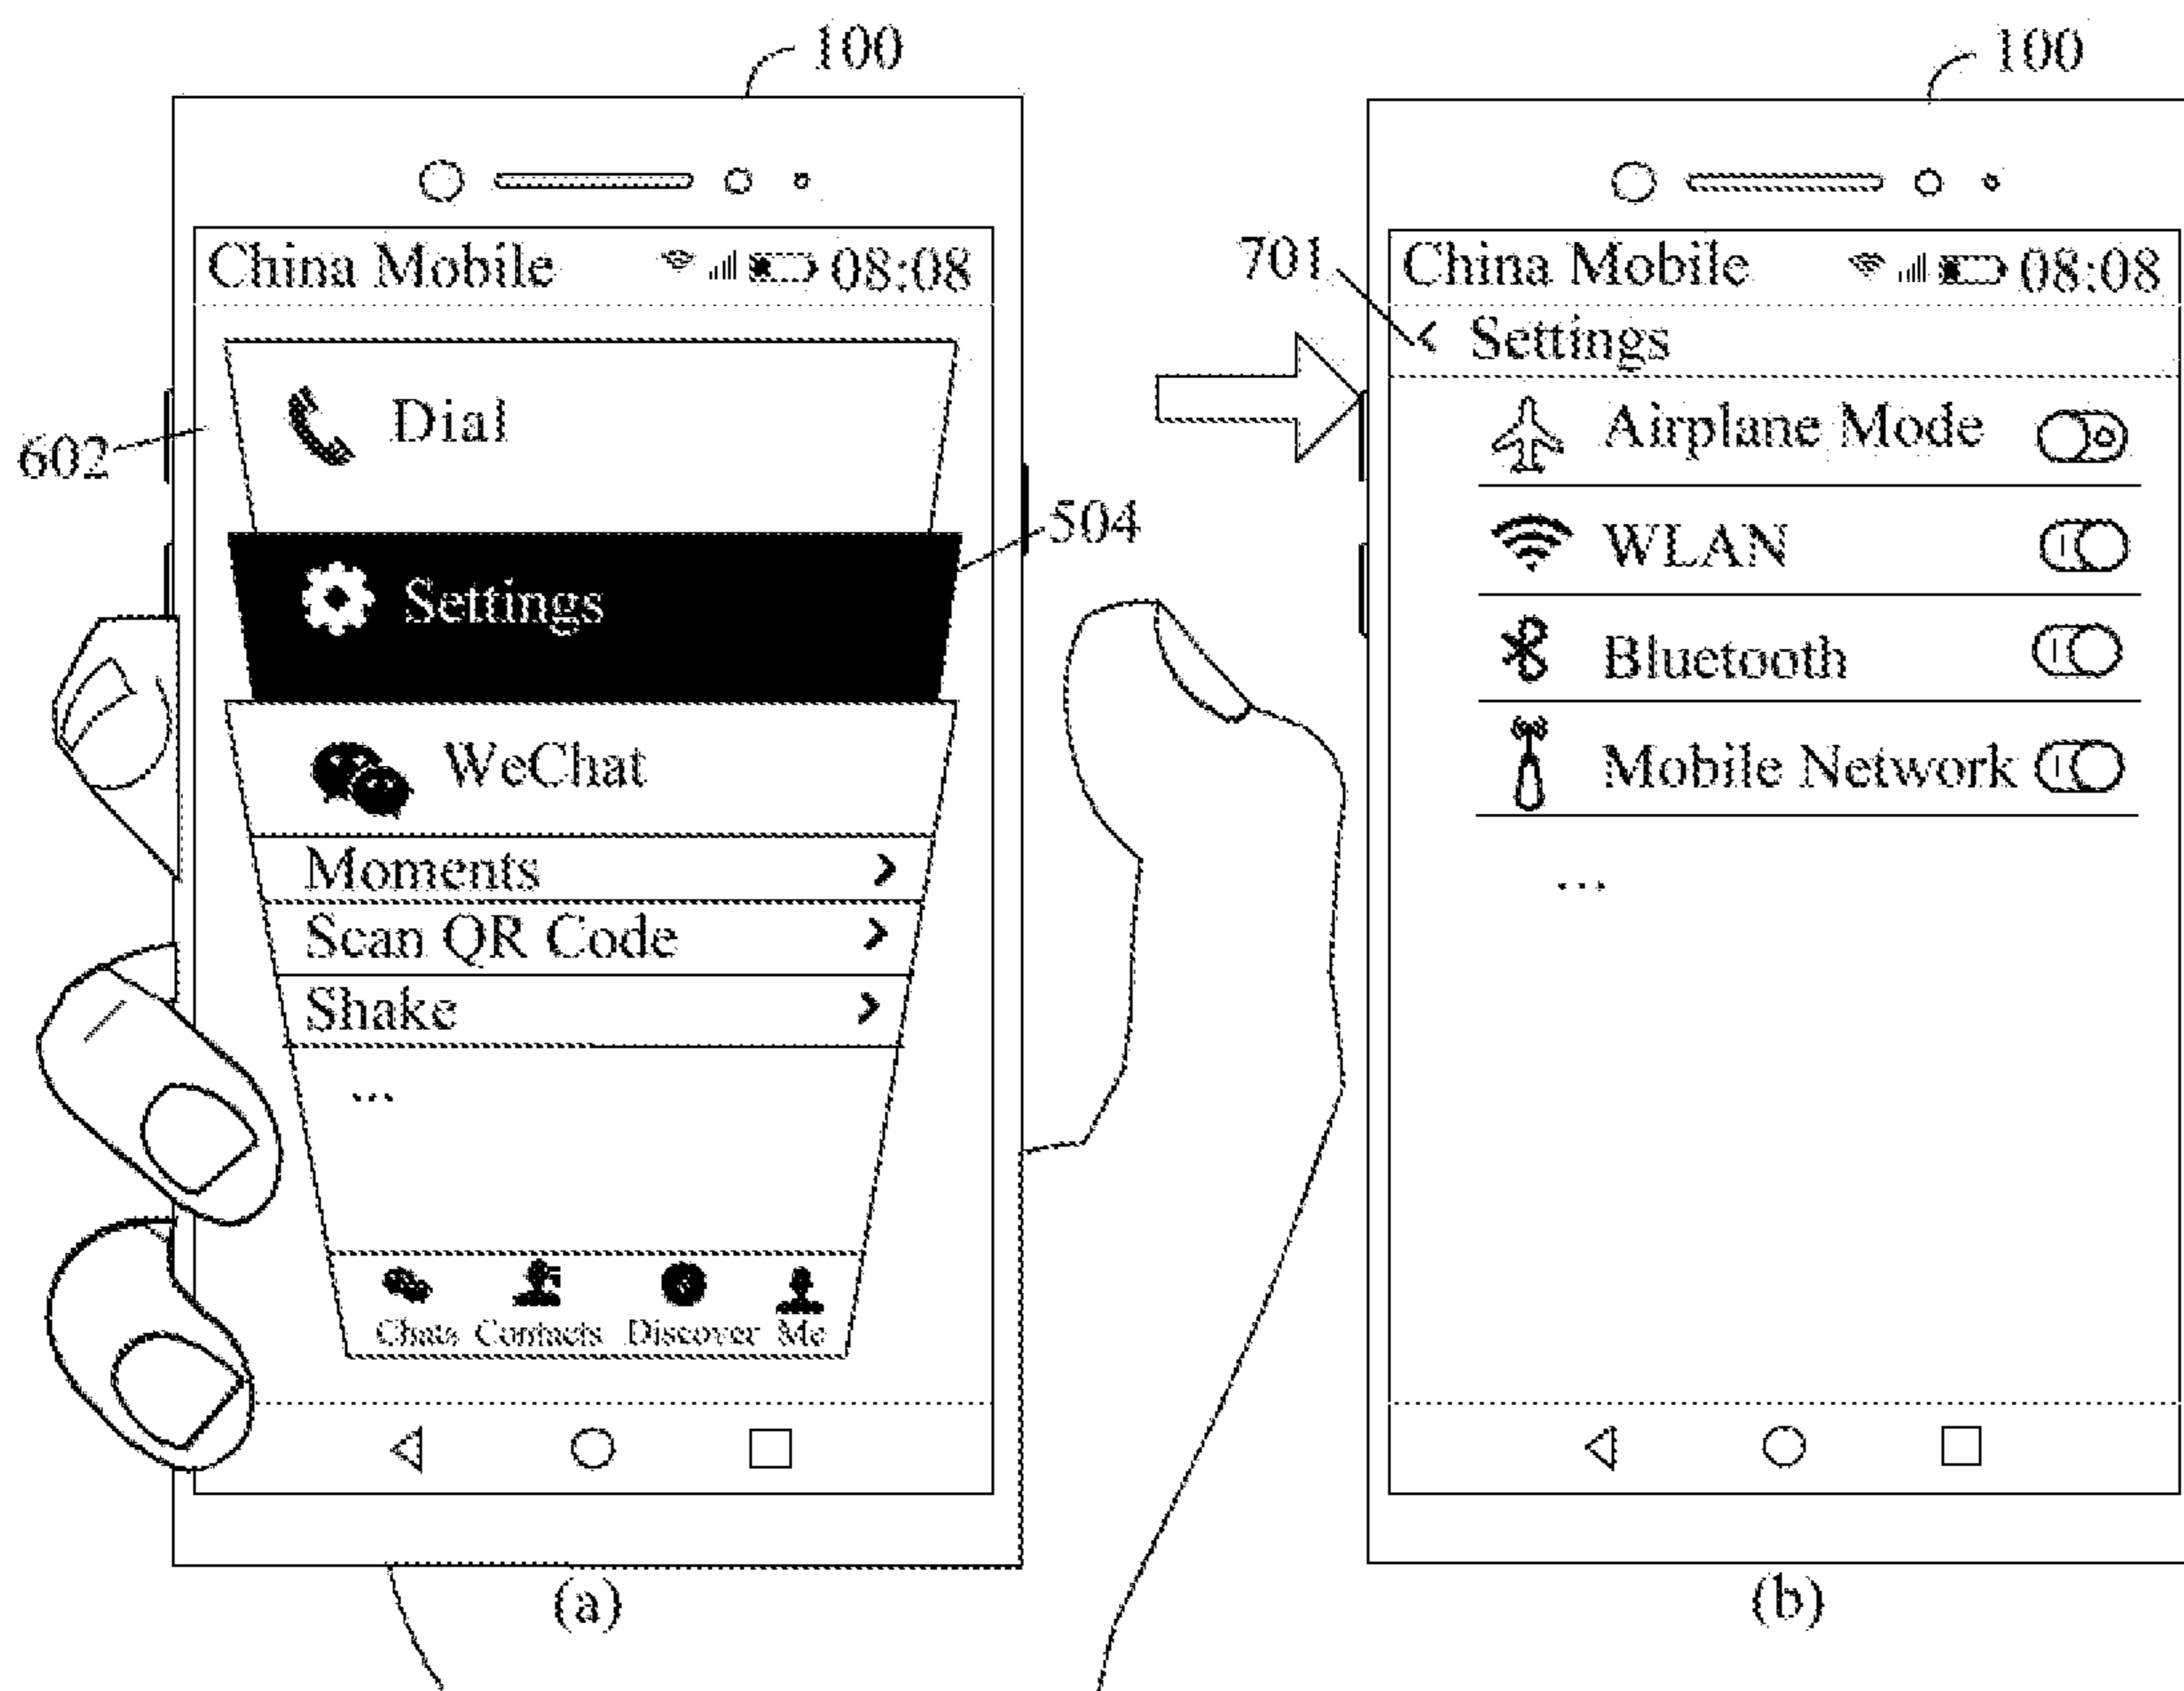 100
China Mobile 08:08
602
Dial
504
Settings
WeChat
Moments
Scan QR Code
Shake
...
Chats Contacts Discover Me
(a)
100
701
China Mobile 08:08
Settings
Airplane Mode
WLAN
Bluetooth
Mobile Network
...
(b)